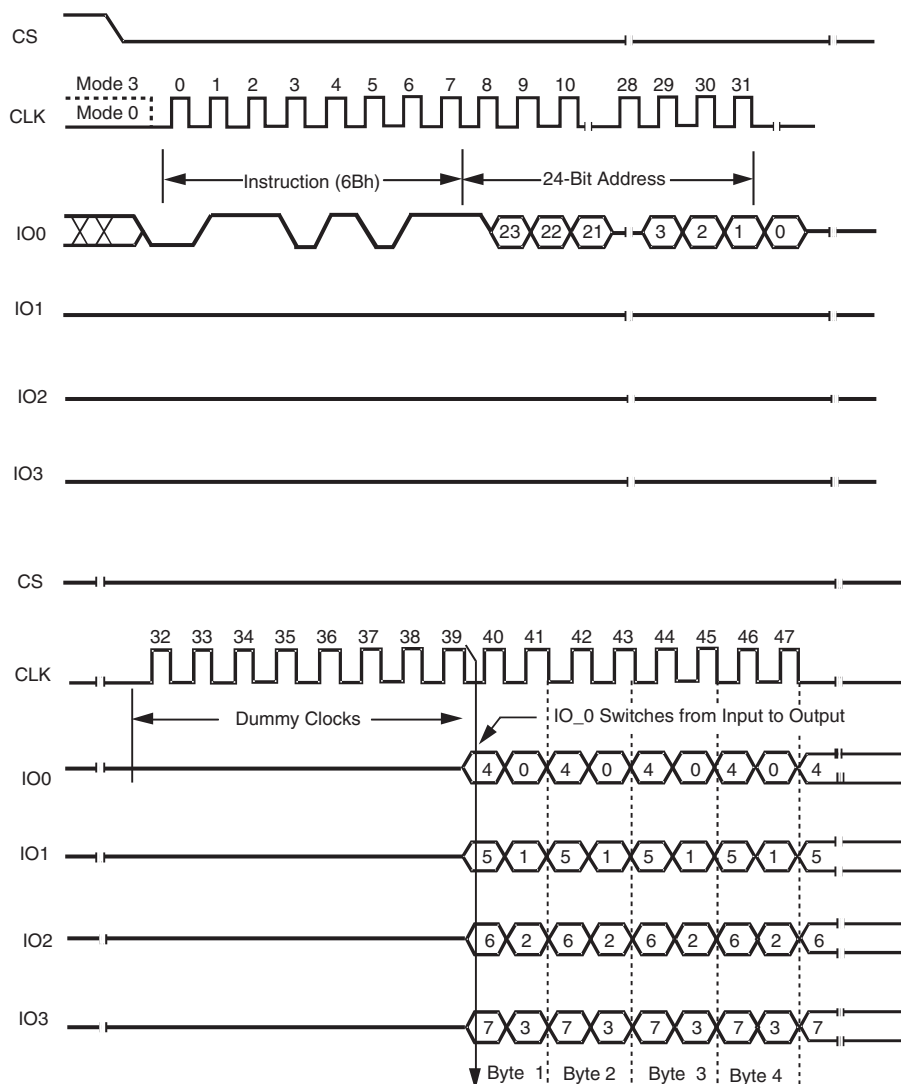 CS
Mode 3 0 1 2 3 4 5 6 7 8 9 10 28 29 30 31
CLK Mode 0
Instruction (6Bh) 24-Bit Address
IO0 23 22 21 3 2 1 0
IO1
IO2
IO3
CS
32 33 34 35 36 37 38 39 40 41 42 43 44 45 46 47
CLK
Dummy Clocks IO_0 Switches from Input to Output
IO0 4 0 4 0 4 0 4 0 4
IO1 5 1 5 1 5 1 5 1 5
IO2 6 2 6 2 6 2 6 2 6
IO3 7 3 7 3 7 3 7 3 7
Byte 1 Byte 2 Byte 3 Byte 4